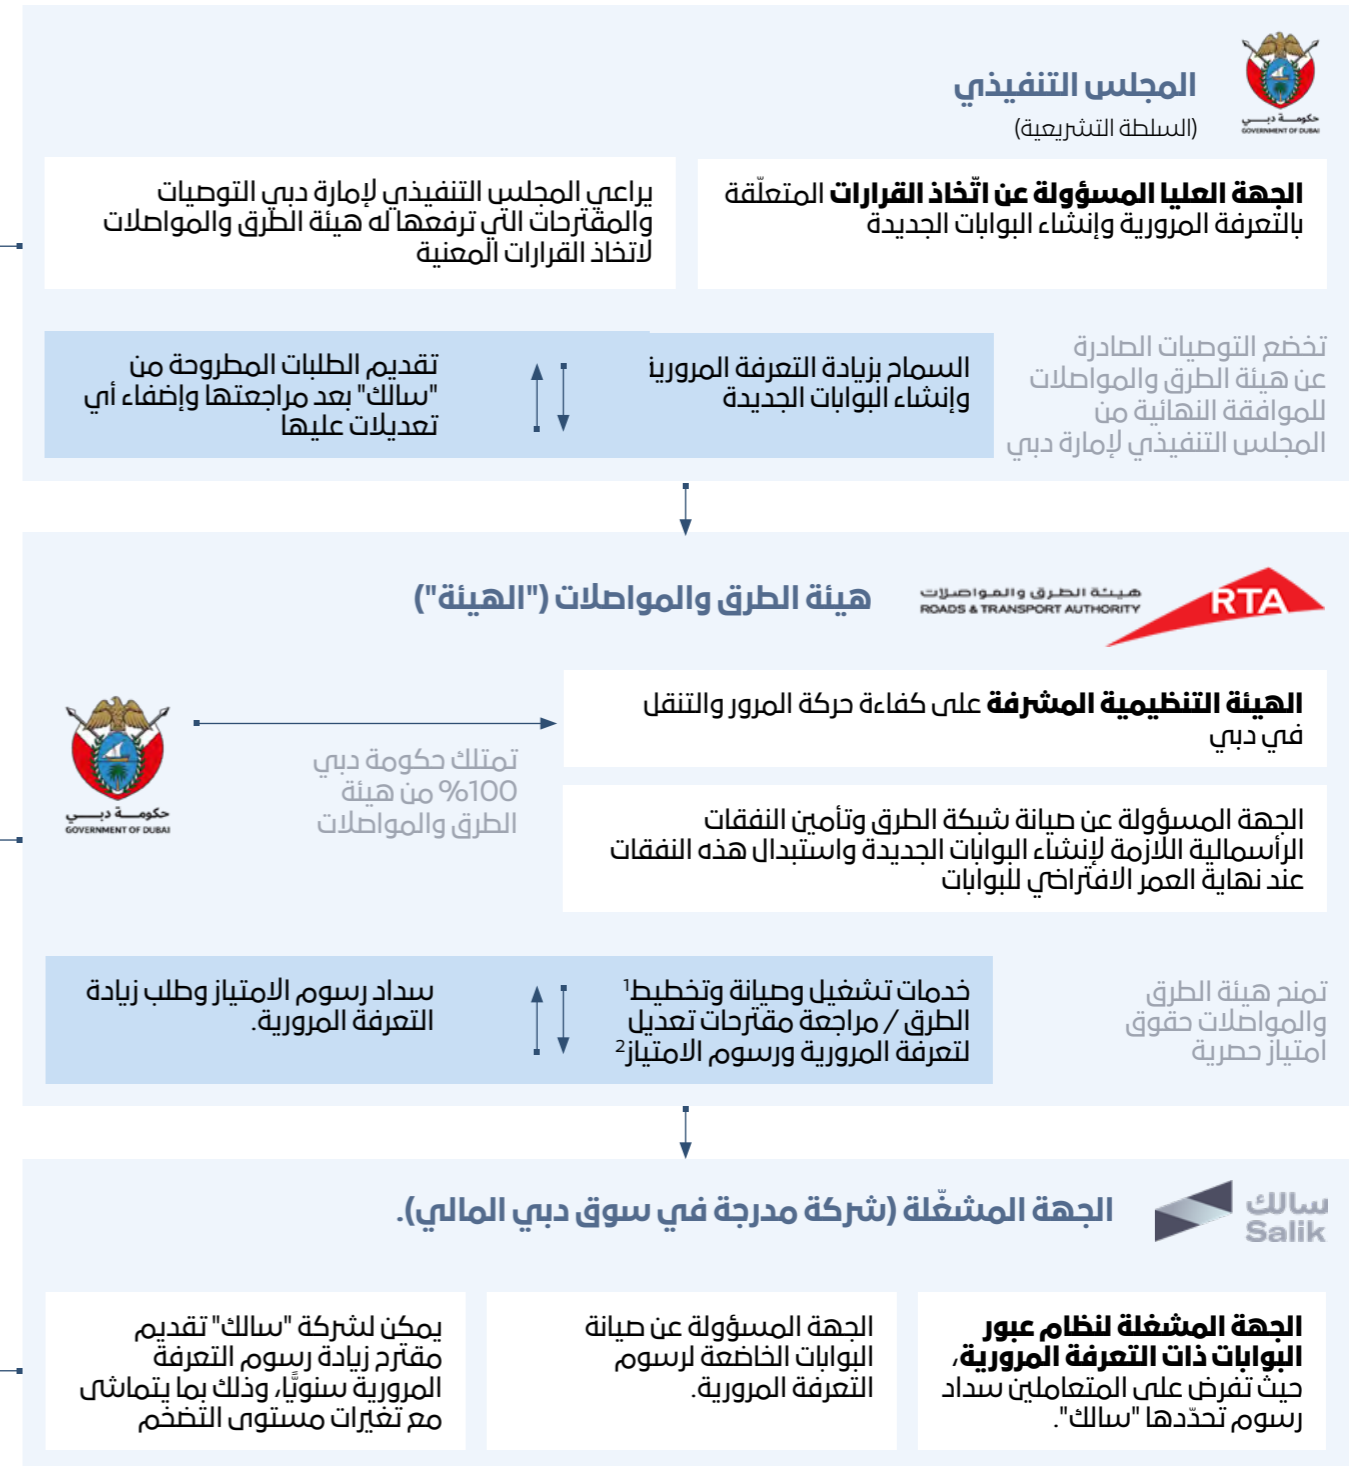 حكومة دبي
GOVERNMENT OF DUBAI
المجلس التنفيذي
(السلطة التشريعية)
الجهة العليا المسؤولة عن اتّخاذ القرارات المتعلّقة
بالتعرفة المرورية وإنشاء البوابات الجديدة
يراعي المجلس التنفيذي لإمارة دبي التوصيات
والمقترحات التي ترفعها له هيئة الطرق والمواصلات
لاتخاذ القرارات المعنية
تخضع التوصيات الصادرة
عن هيئة الطرق والمواصلات
للموافقة النهائية من
المجلس التنفيذي لإمارة دبي
السماح بزيادة التعرفة المرورية
وإنشاء البوابات الجديدة
تقديم الطلبات المطروحة من
"سالك" بعد مراجعتها وإضفاء أي
تعديلات عليها
RTA
هيئة الطرق والمواصلات
ROADS & TRANSPORT AUTHORITY
هيئة الطرق والمواصلات ("الهيئة")
الهيئة التنظيمية المشرفة على كفاءة حركة المرور والتنقل
في دبي
تمتلك حكومة دبي
100% من هيئة
الطرق والمواصلات
حكومة دبي
GOVERNMENT OF DUBAI
الجهة المسؤولة عن صيانة شبكة الطرق وتأمين النفقات
الرأسمالية اللازمة لإنشاء البوابات الجديدة واستبدال هذه النفقات
عند نهاية العمر الافتراضي للبوابات
تمنح هيئة الطرق
والمواصلات حقوق
امتياز حصرية
خدمات تشغيل وصيانة وتخطيط¹
الطرق / مراجعة مقترحات تعديل
لتعرفة المرورية ورسوم الامتياز²
سداد رسوم الامتياز وطلب زيادة
التعرفة المرورية.
سالك
Salik
الجهة المشغّلة (شركة مدرجة في سوق دبي المالي).
الجهة المشغلة لنظام عبور
البوابات ذات التعرفة المرورية،
حيث تفرض على المتعاملين سداد
رسوم تحدّدها "سالك".
الجهة المسؤولة عن صيانة
البوابات الخاضعة لرسوم
التعرفة المرورية.
يمكن لشركة "سالك" تقديم
مقترح زيادة رسوم التعرفة
المرورية سنويًّا، وذلك بما يتماشى
مع تغيرات مستوى التضخم